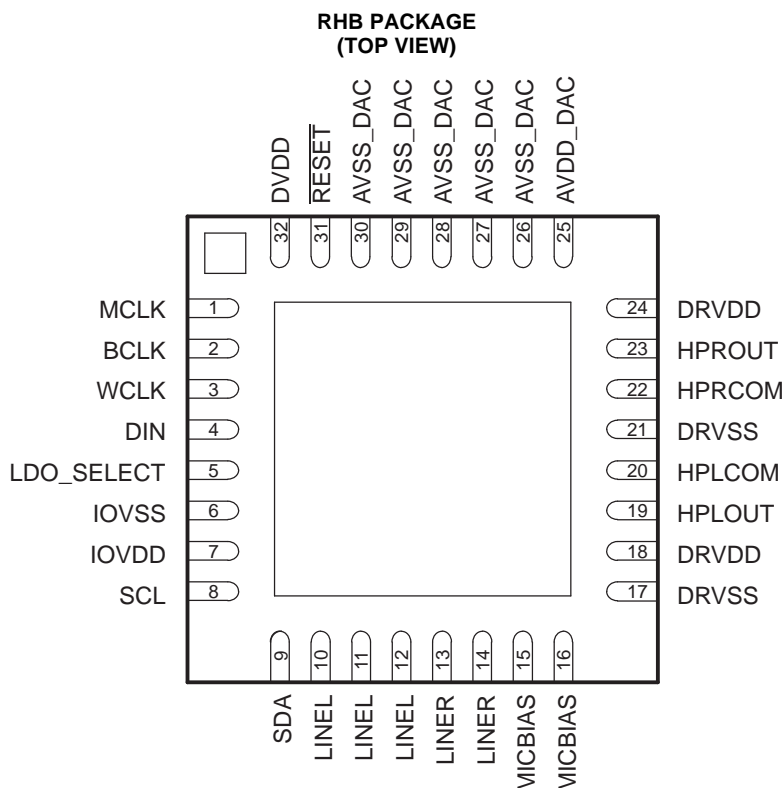 RHB PACKAGE
(TOP VIEW)
DVDD
RESET
AVSS_DAC
AVSS_DAC
AVSS_DAC
AVSS_DAC
AVSS_DAC
AVDD_DAC
32
31
30
29
28
27
26
25
MCLK 1
BCLK 2
WCLK 3
DIN 4
LDO_SELECT 5
IOVSS 6
IOVDD 7
SCL 8
24 DRVDD
23 HPROUT
22 HPRCOM
21 DRVSS
20 HPLCOM
19 HPLOUT
18 DRVDD
17 DRVSS
9
10
11
12
13
14
15
16
SDA
LINEL
LINEL
LINEL
LINER
LINER
MICBIAS
MICBIAS